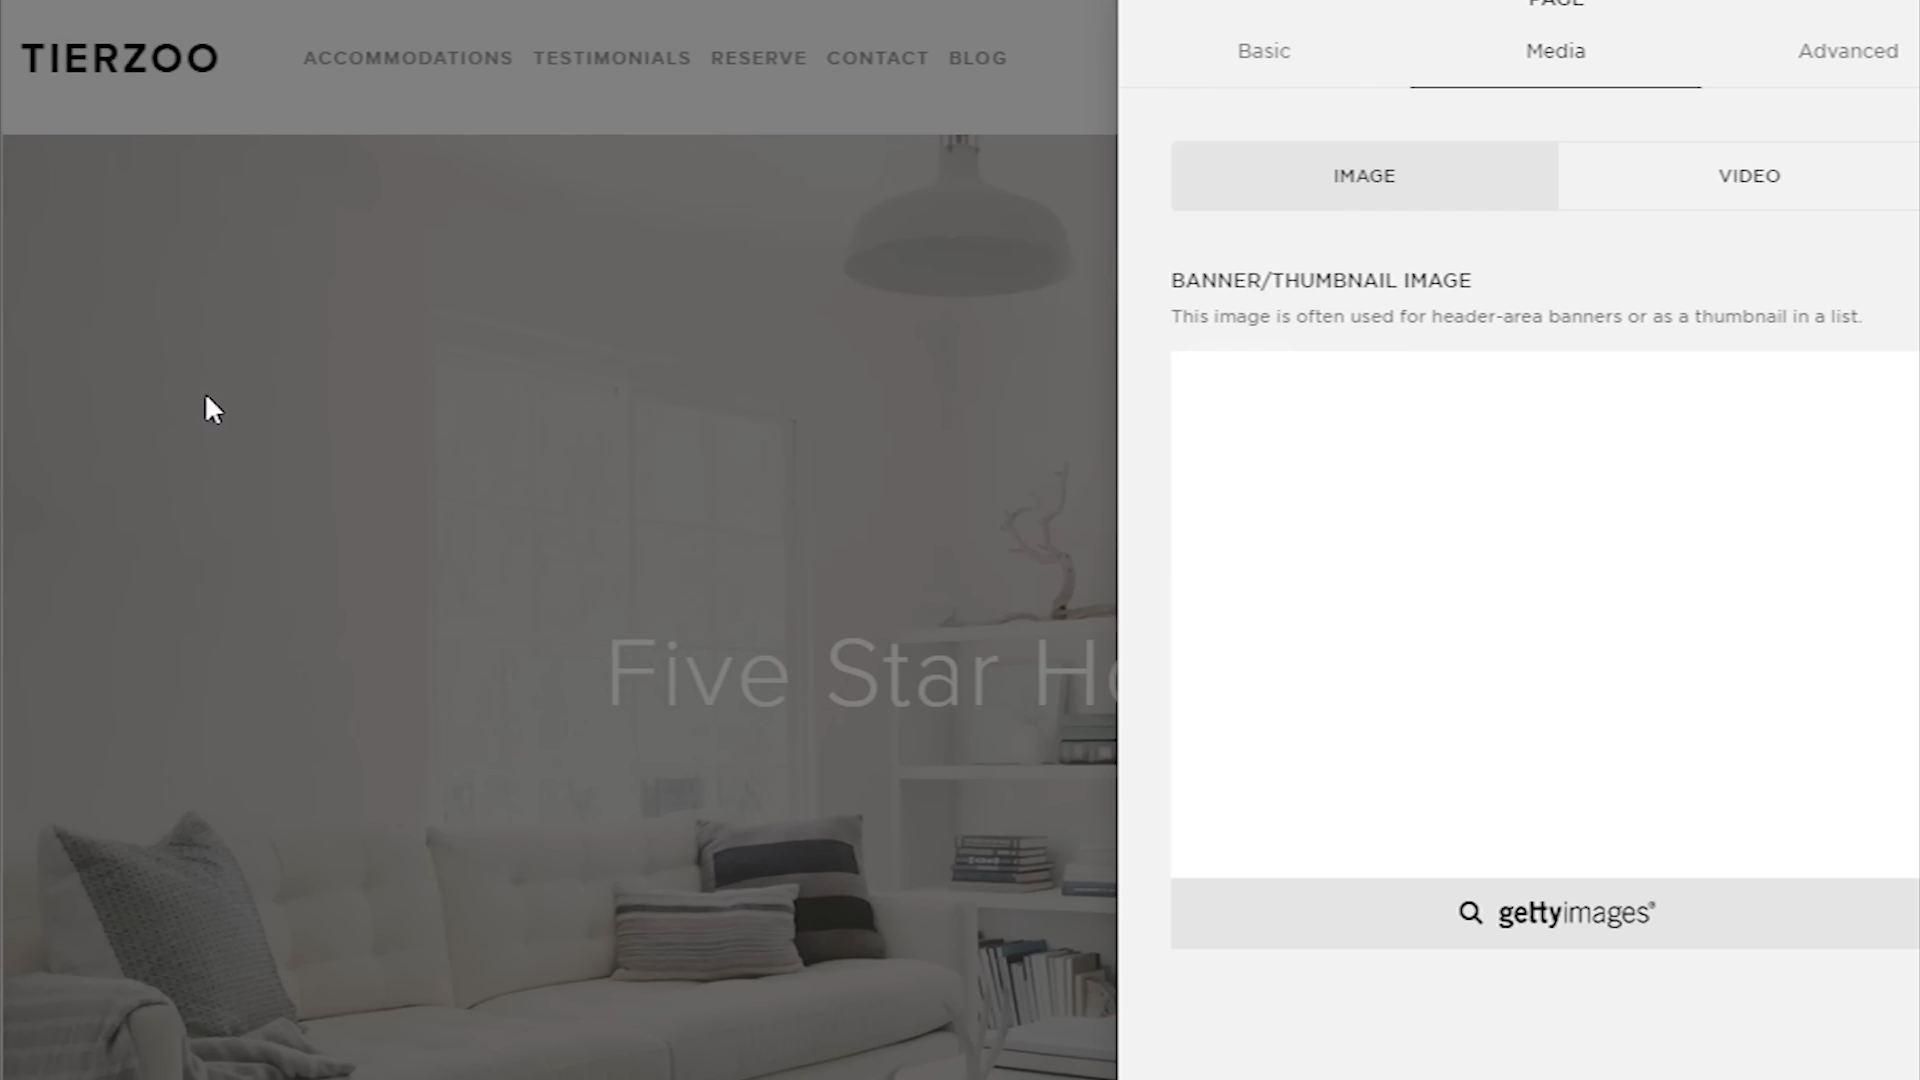 TIERZOO
ACCOMMODATIONS TESTIMONIALS RESERVE CONTACT BLOG
Five Star
PAGE
Basic Media Advanced
IMAGE VIDEO
BANNER/THUMBNAIL IMAGE
This image is often used for header-area banners or as a thumbnail in a list.
gettyimages®